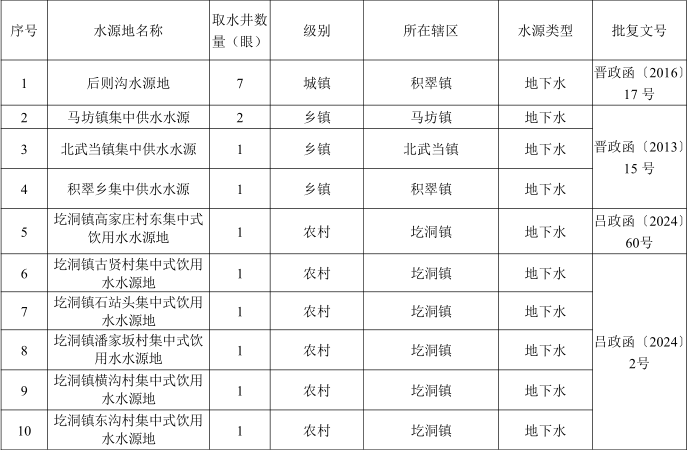 序号 水源地名称 取水井数量（眼） 级别 所在辖区 水源类型 批复文号
1 后则沟水源地 7 城镇 积翠镇 地下水 晋政函〔2016〕17 号
2 马坊镇集中供水水源 2 乡镇 马坊镇 地下水 晋政函〔2013〕15 号
3 北武当镇集中供水水源 1 乡镇 北武当镇 地下水
4 积翠乡集中供水水源 1 乡镇 积翠镇 地下水
5 圪洞镇高家庄村东集中式饮用水水源地 1 农村 圪洞镇 地下水 吕政函〔2024〕60号
6 圪洞镇古贤村集中式饮用水水源地 1 农村 圪洞镇 地下水 吕政函〔2024〕2号
7 圪洞镇石站头集中式饮用水水源地 1 农村 圪洞镇 地下水
8 圪洞镇潘家坂村集中式饮用水水源地 1 农村 圪洞镇 地下水
9 圪洞镇横沟村集中式饮用水水源地 1 农村 圪洞镇 地下水
10 圪洞镇东沟村集中式饮用水水源地 1 农村 圪洞镇 地下水